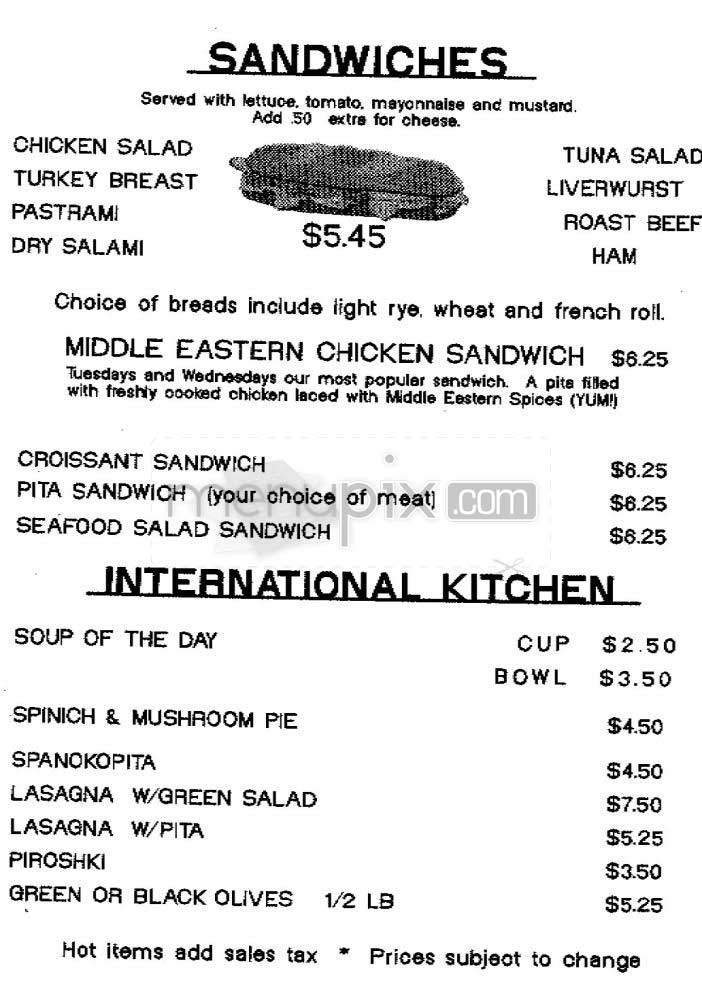 SANDWICHES
Served with lettuce, tomato, mayonnaise and mustard.
Add .50 extra for cheese.
CHICKEN SALAD
TURKEY BREAST
PASTRAMI
DRY SALAMI
$5.45
TUNA SALAD
LIVERWURST
ROAST BEEF
HAM
Choice of breads include light rye, wheat and french roll.
MIDDLE EASTERN CHICKEN SANDWICH $6.25
Tuesdays and Wednesdays our most popular sandwich. A pita filled
with freshly cooked chicken laced with Middle Eastern Spices (YUM!)
CROISSANT SANDWICH $6.25
PITA SANDWICH (your choice of meat) $6.25
menupix.com
SEAFOOD SALAD SANDWICH $6.25
INTERNATIONAL KITCHEN
SOUP OF THE DAY CUP $2.50
BOWL $3.50
SPINICH & MUSHROOM PIE $4.50
SPANOKOPITA $4.50
LASAGNA W/GREEN SALAD $7.50
LASAGNA W/PITA $5.25
PIROSHKI $3.50
GREEN OR BLACK OLIVES 1/2 LB $5.25
Hot items add sales tax * Prices subject to change